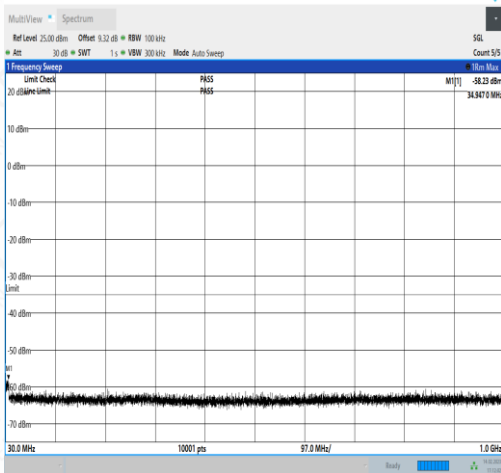 MultiView Spectrum
Ref Level 25.00 dBm Offset 9.32 dB RBW 100 kHz SGL
Att 30 dB SWT 1 s VBW 300 kHz Mode Auto Sweep Count 5/5
1 Frequency Sweep 1Rm Max
Limit Check PASS M1[1] -58.23 dBm
20 dBm Line Limit PASS 34.9470 MHz
10 dBm
0 dBm
-10 dBm
-20 dBm
-30 dBm
Limit
-40 dBm
-50 dBm
M1
-60 dBm
-70 dBm
30.0 MHz 10001 pts 97.0 MHz/ 1.0 GHz
Ready